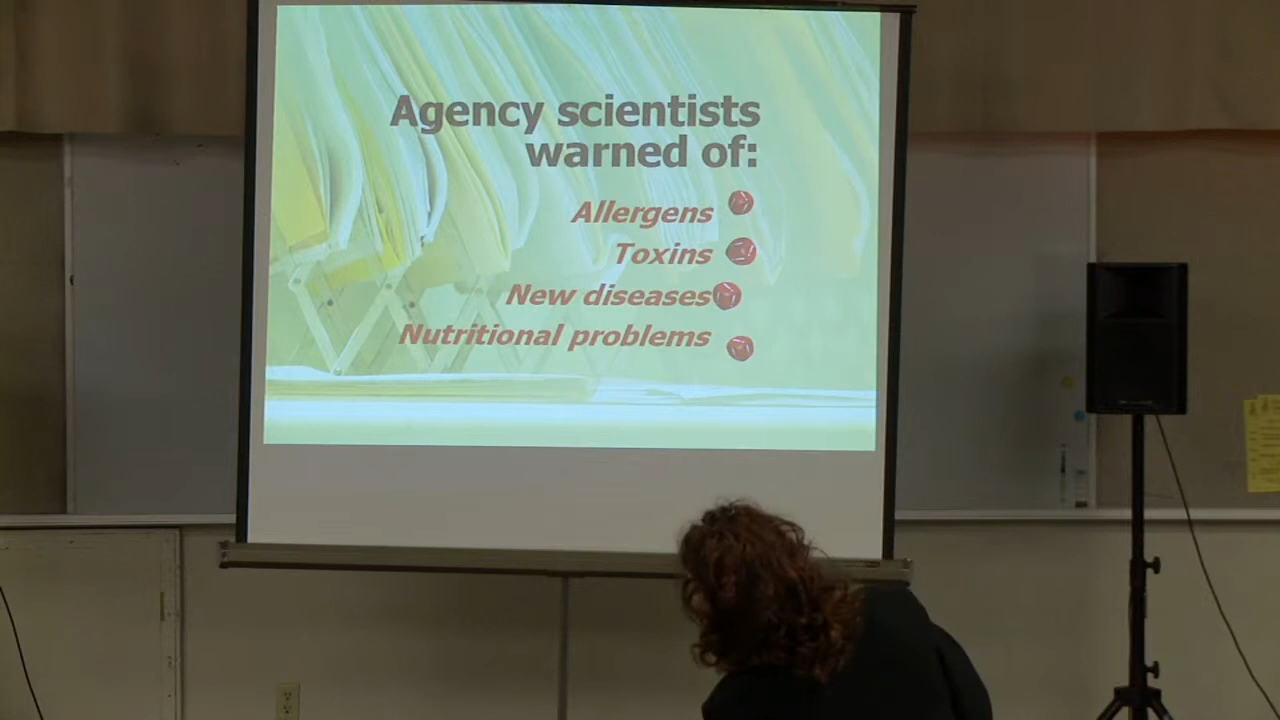 Agency scientists
warned of:
Allergens
Toxins
New diseases
Nutritional problems